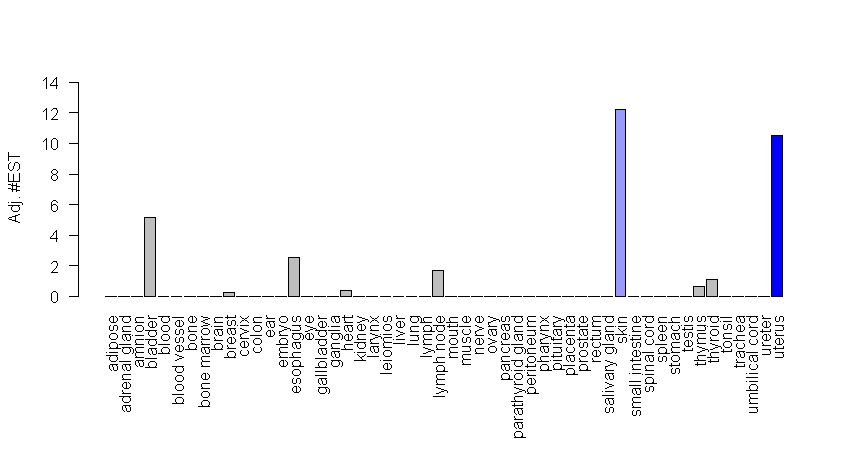 Adj. #EST
14
12
10
8
6
4
2
0
adipose
adrenal gland
amnion
bladder
blood
blood vessel
bone
bone marrow
brain
breast
cervix
colon
ear
embryo
esophagus
eye
gallbladder
ganglia
heart
kidney
larynx
leiomios
liver
lung
lymph
lymph node
mouth
muscle
nerve
ovary
pancreas
parathyroid gland
peritoneum
pharynx
pituitary
placenta
prostate
rectum
salivary gland
skin
small intestine
spinal cord
spleen
stomach
testis
thymus
thyroid
tonsil
trachea
umbilical cord
ureter
uterus